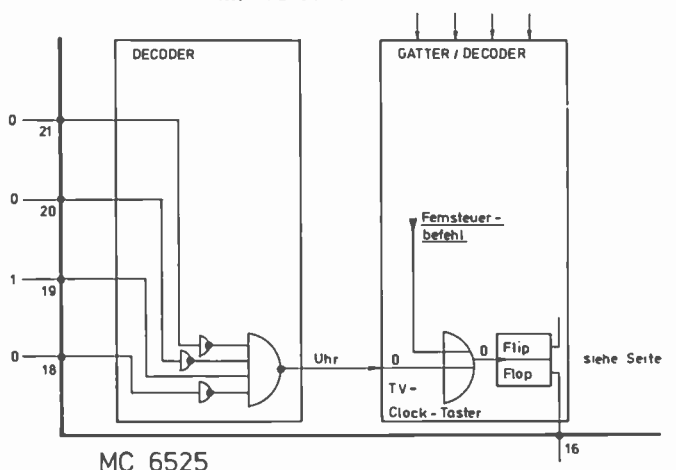 DECODER
GATTER / DECODER
0
21
0
20
1
19
0
18
Fernsteuer-
befehl
Uhr
0
0
Flip
Flop
siehe Seite
TV-
Clock-Taster
16
MC 6525